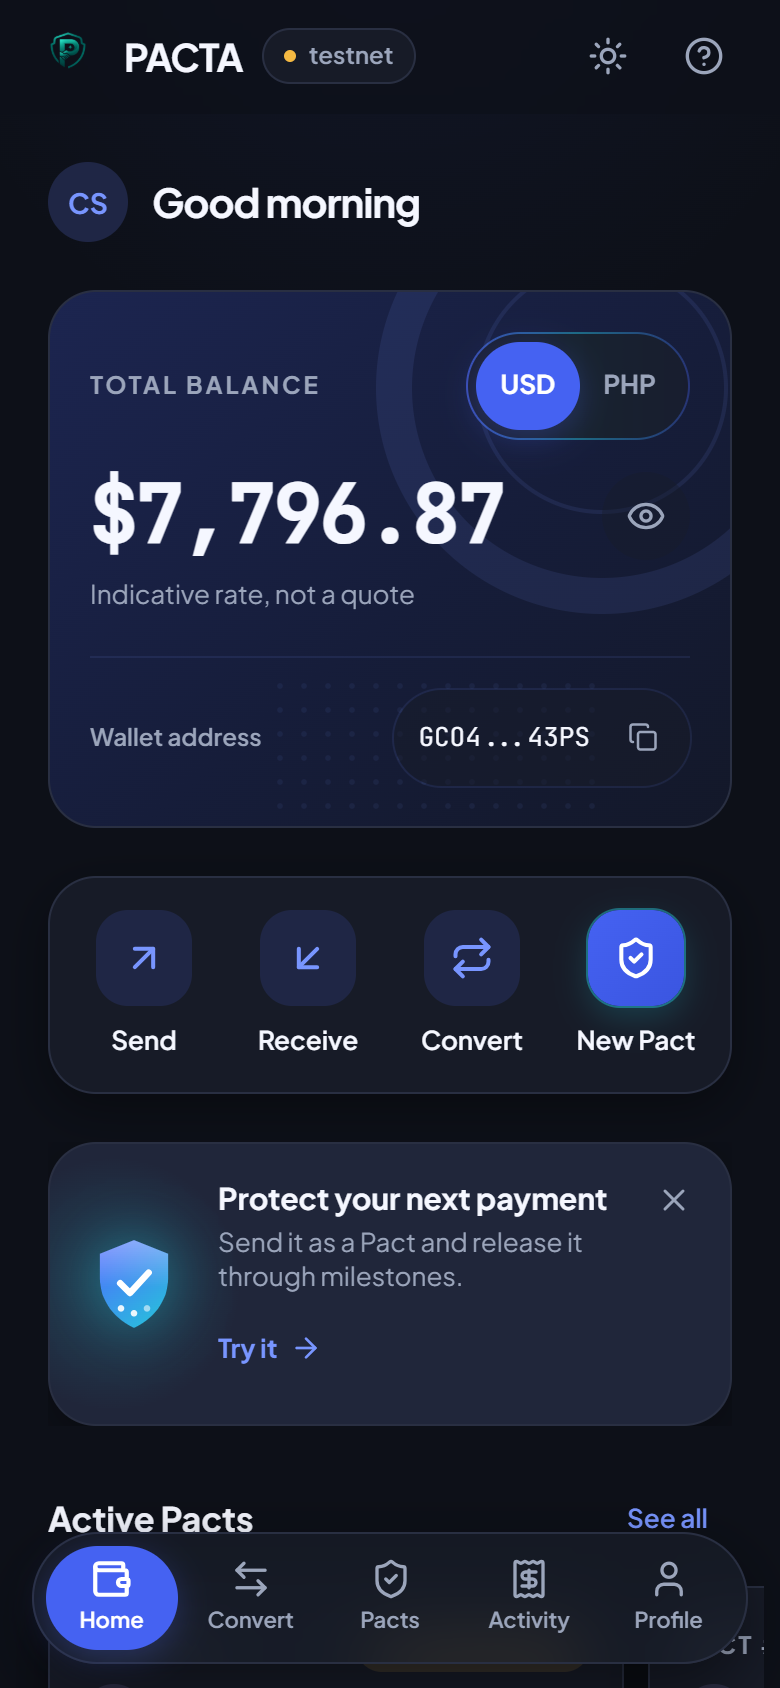 PACTA
testnet
CS
Good morning
TOTAL BALANCE
USD
PHP
$7,796.87
Indicative rate, not a quote
Wallet address
GCO4...43PS
Send
Receive
Convert
New Pact
Protect your next payment
Send it as a Pact and release it
through milestones.
Try it
Active Pacts
See all
Home
Convert
Pacts
Activity
Profile